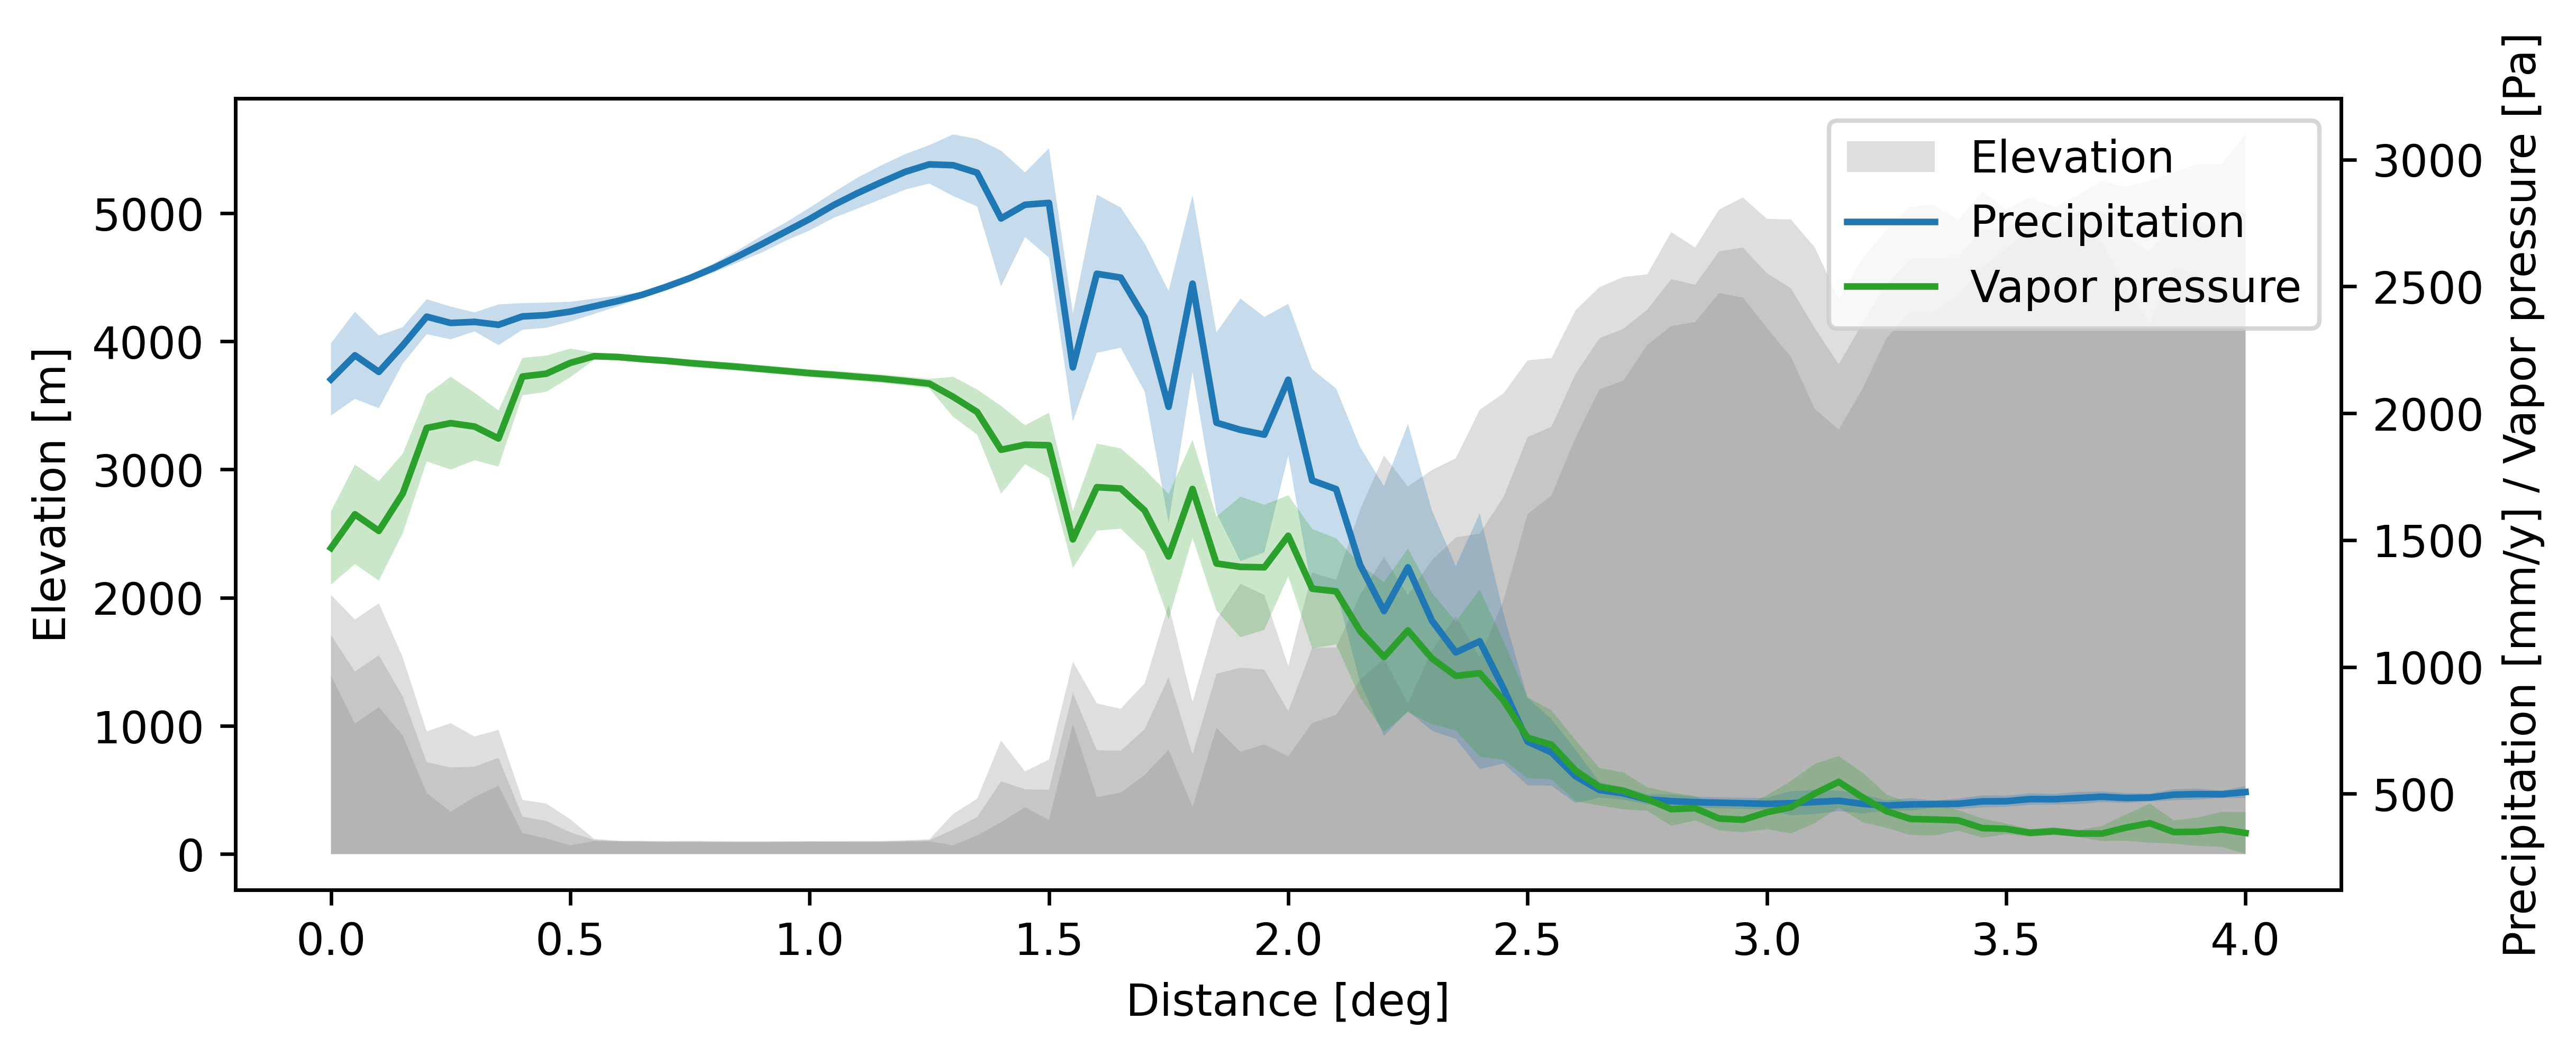 Elevation
Precipitation
Vapor pressure
5000
4000
3000
2000
1000
0
Elevation [m]
3000
2500
2000
1500
1000
500
Precipitation [mm/y] / Vapor pressure [Pa]
0.0 0.5 1.0 1.5 2.0 2.5 3.0 3.5 4.0
Distance [deg]